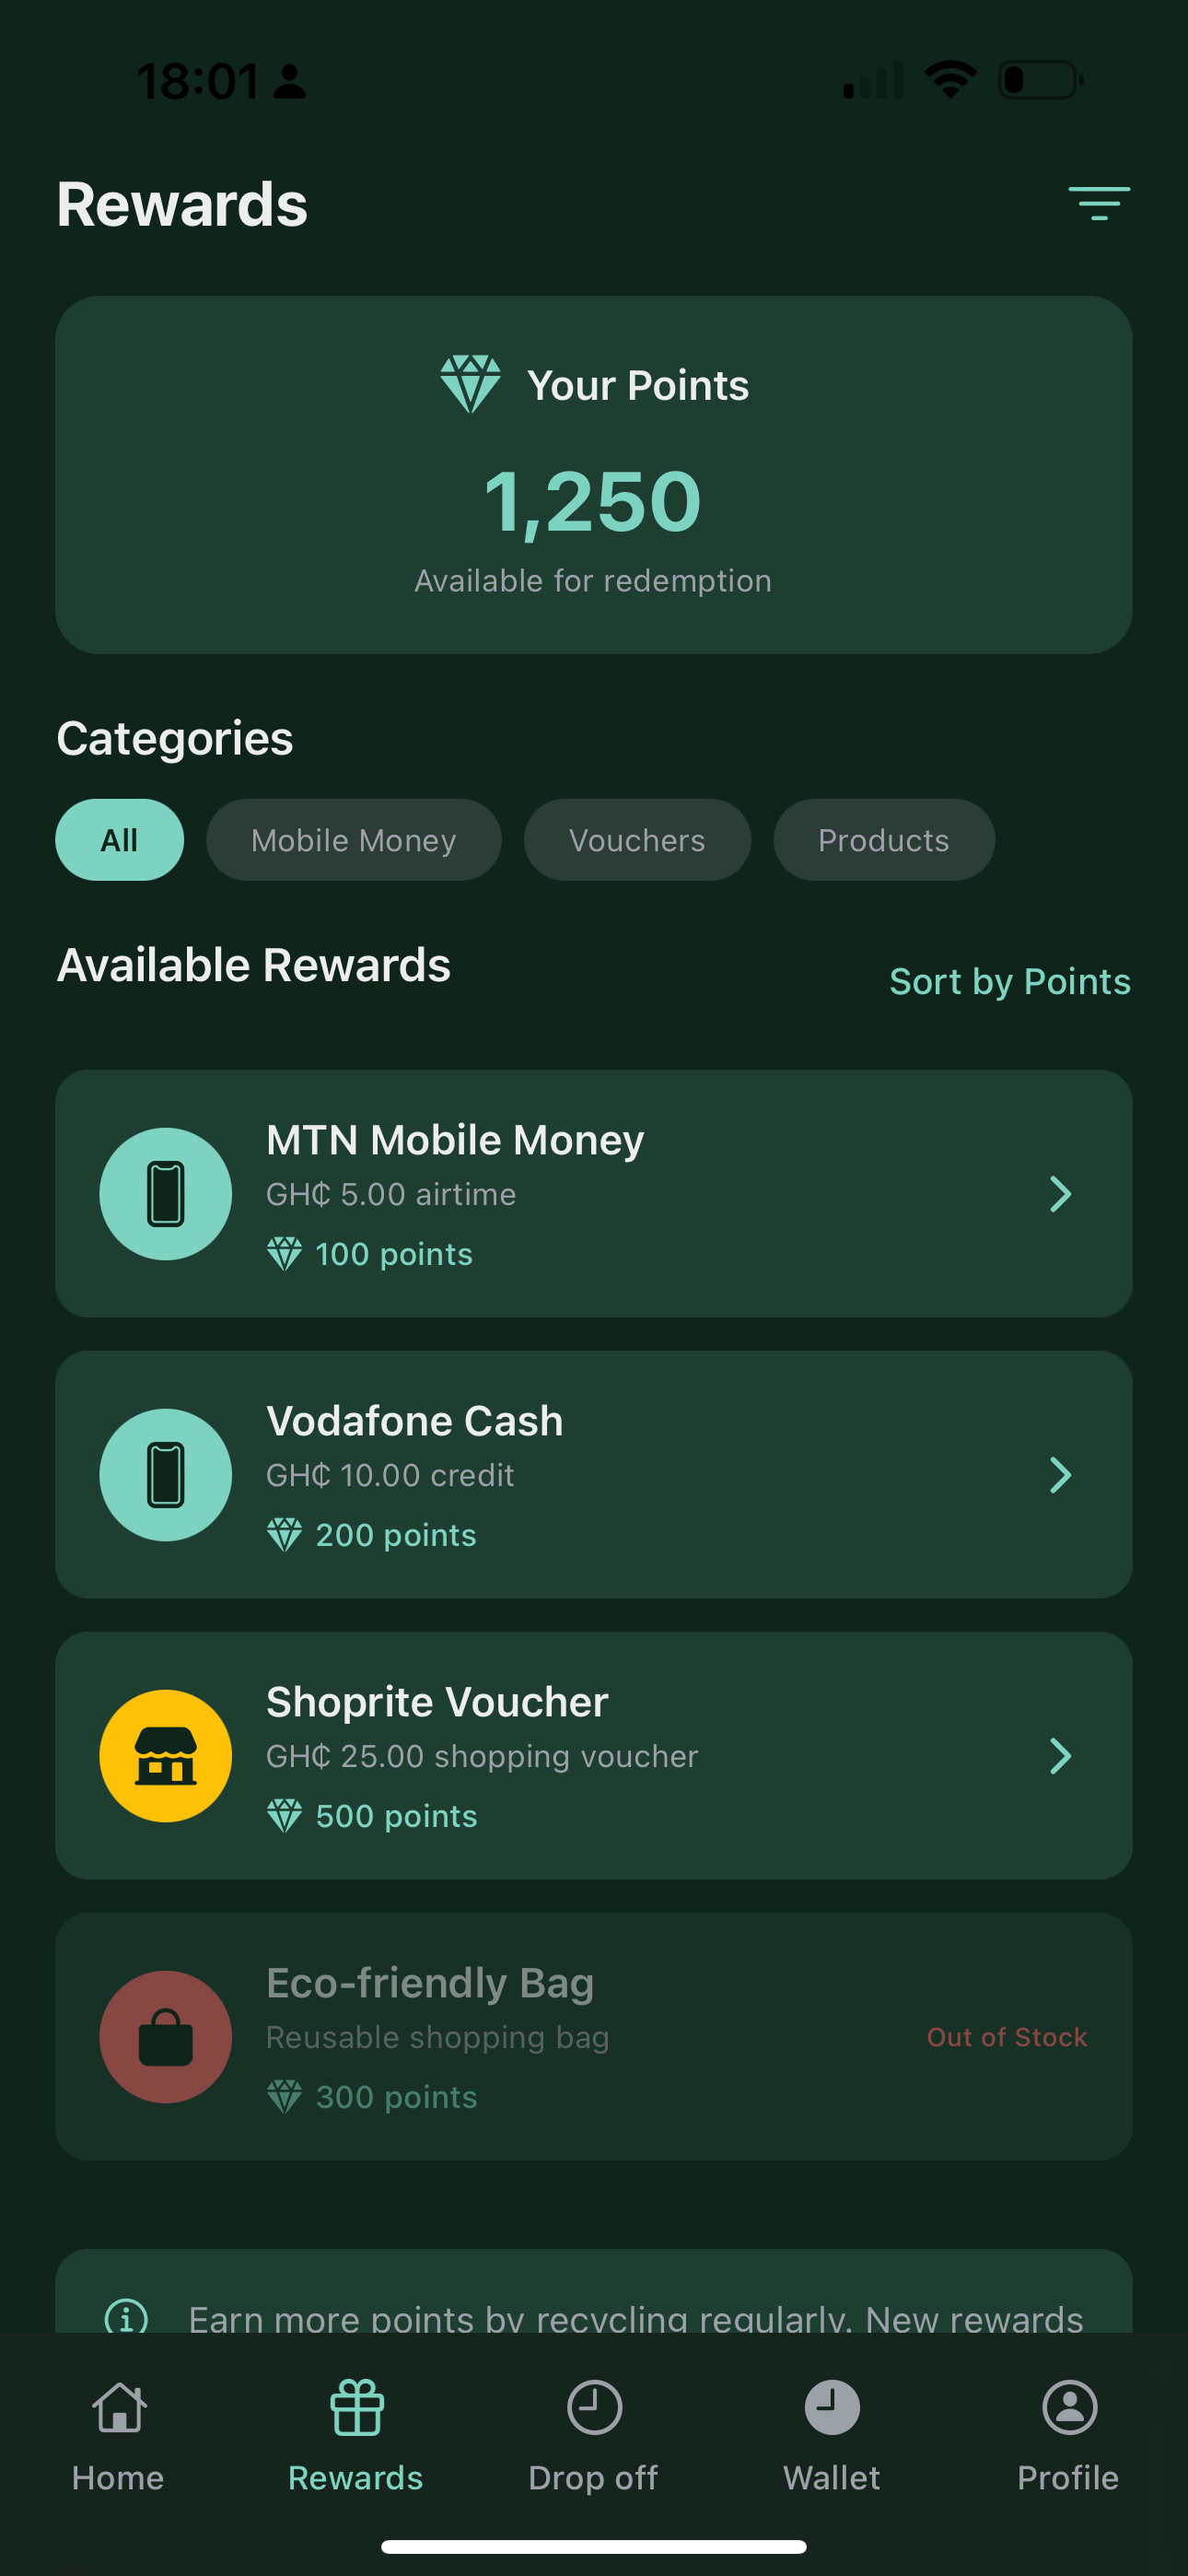 18:01
Rewards
Your Points
1,250
Available for redemption
Categories
All Mobile Money Vouchers Products
Available Rewards
Sort by Points
MTN Mobile Money
GH₵ 5.00 airtime
100 points
Vodafone Cash
GH₵ 10.00 credit
200 points
Shoprite Voucher
GH₵ 25.00 shopping voucher
500 points
Eco-friendly Bag
Reusable shopping bag
Out of Stock
300 points
Earn more points by recycling regularly. New rewards
Home Rewards Drop off Wallet Profile